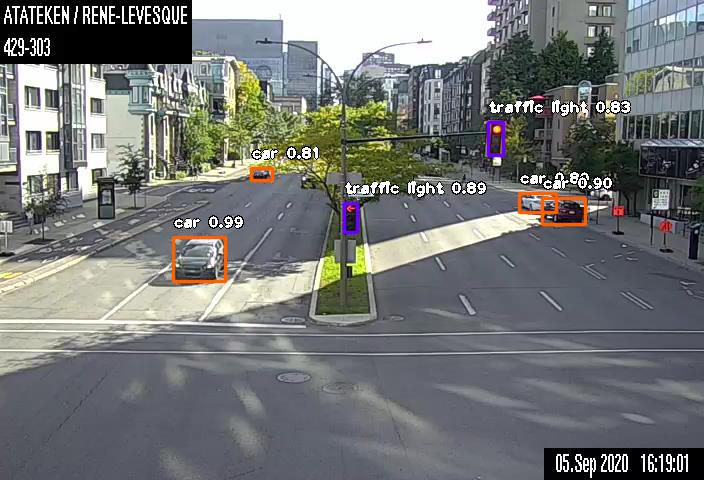 ATATEKEN / RENE-LEVESQUE
429-303
traffic light 0.83
car 0.81
car 0.90
traffic light 0.89
car 0.99
05.Sep 2020 16:19:01